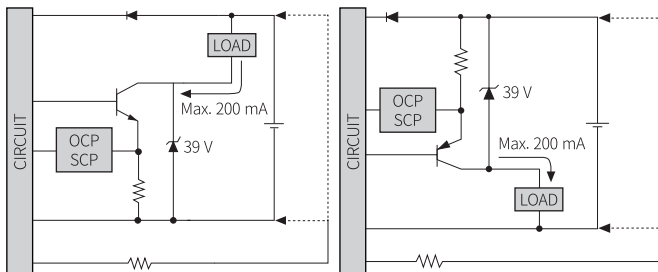 CIRCUIT
LOAD
Max. 200 mA
OCP
SCP
39 V
CIRCUIT
OCP
SCP
39 V
Max. 200 mA
LOAD